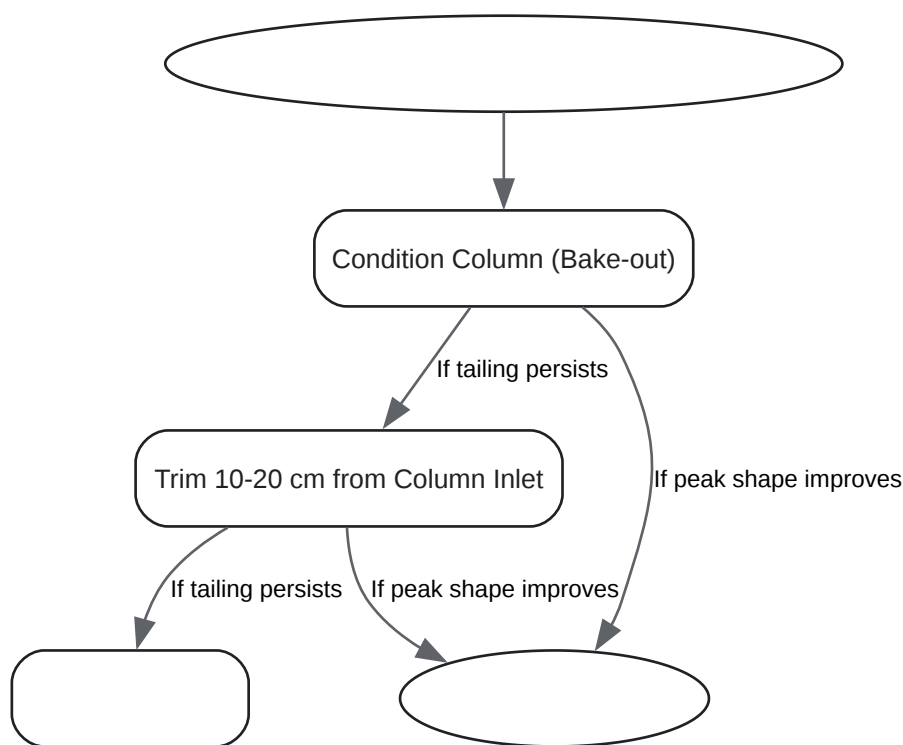 Condition Column (Bake-out)
If tailing persists
Trim 10-20 cm from Column Inlet
If peak shape improves
If tailing persists
If peak shape improves